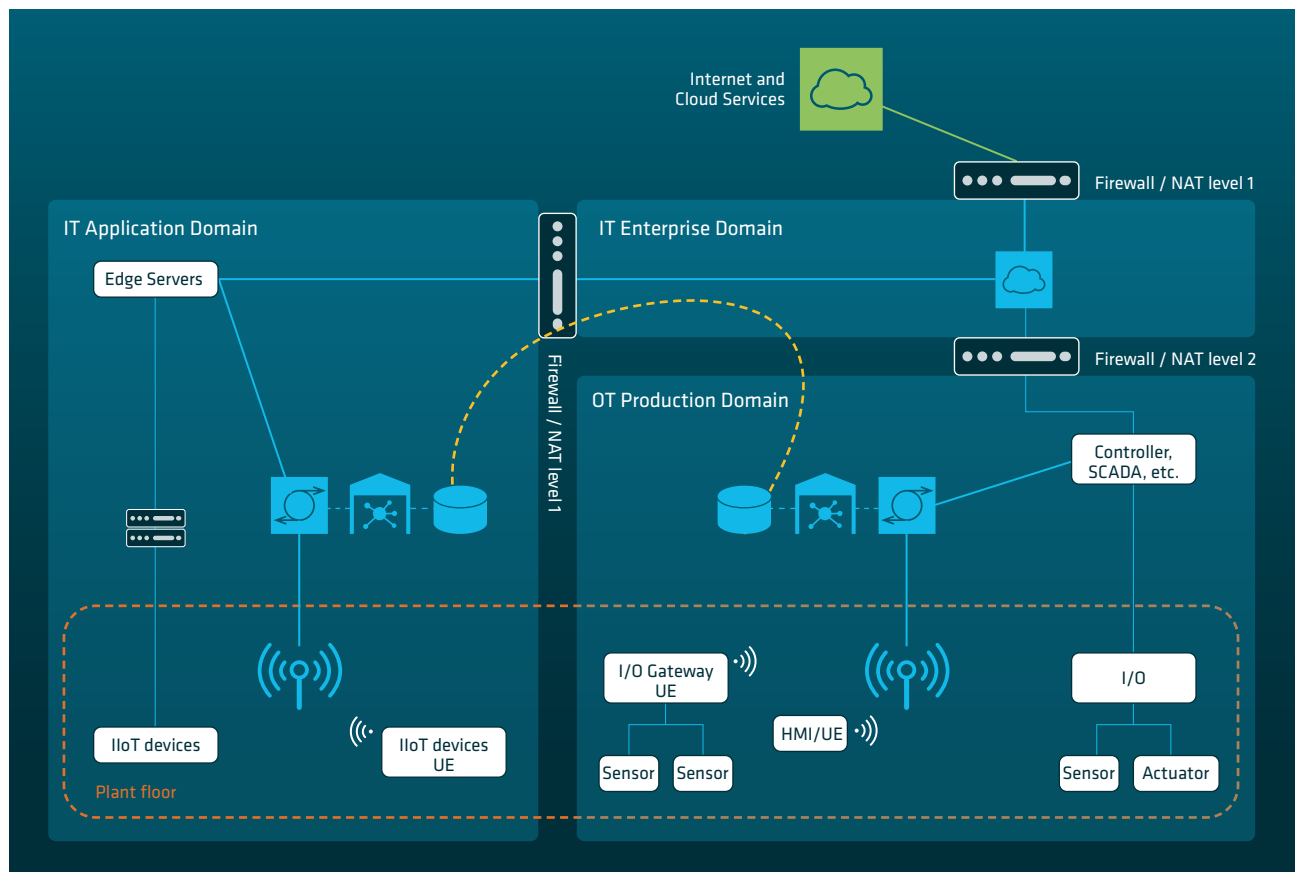 Internet and
Cloud Services
Firewall / NAT level 1
IT Application Domain
IT Enterprise Domain
Edge Servers
Firewall / NAT level 2
Firewall / NAT level 1
OT Production Domain
Controller,
SCADA, etc.
I/O Gateway
UE
I/O
HMI/UE
IIoT devices
IIoT devices
UE
Sensor
Sensor
Sensor
Actuator
Plant floor